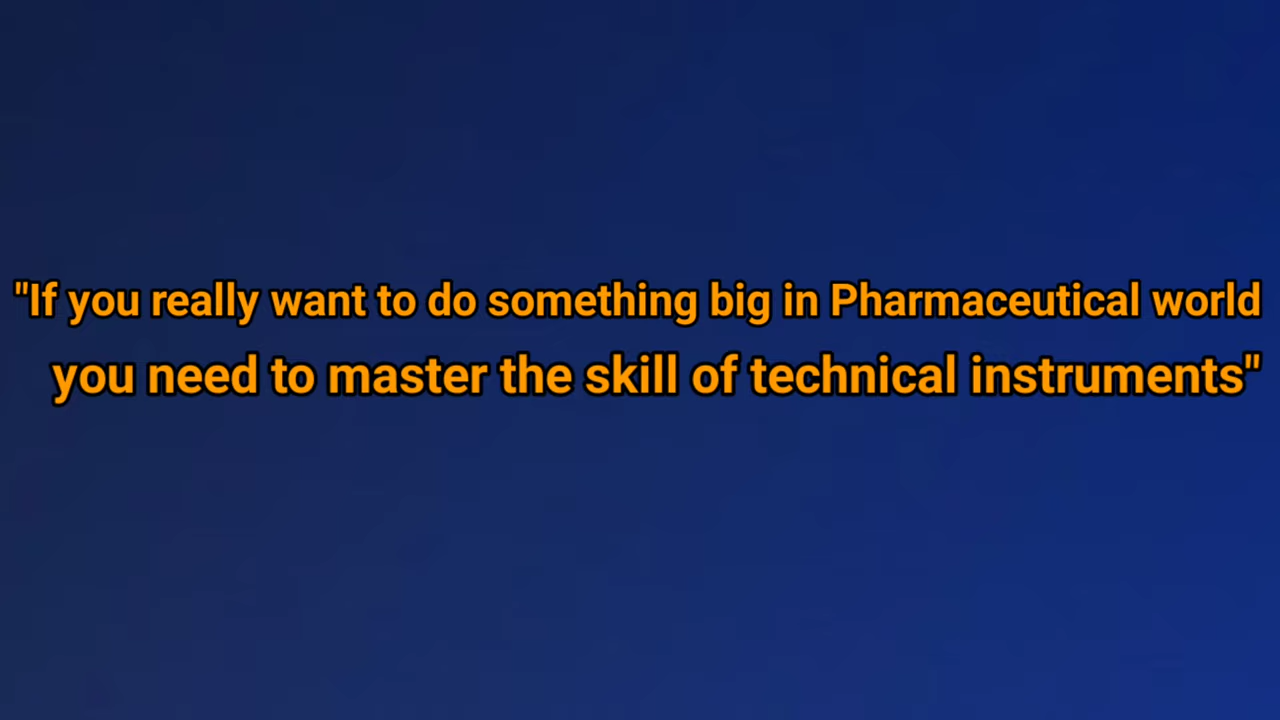 "If you really want to do something big in Pharmaceutical world
you need to master the skill of technical instruments"